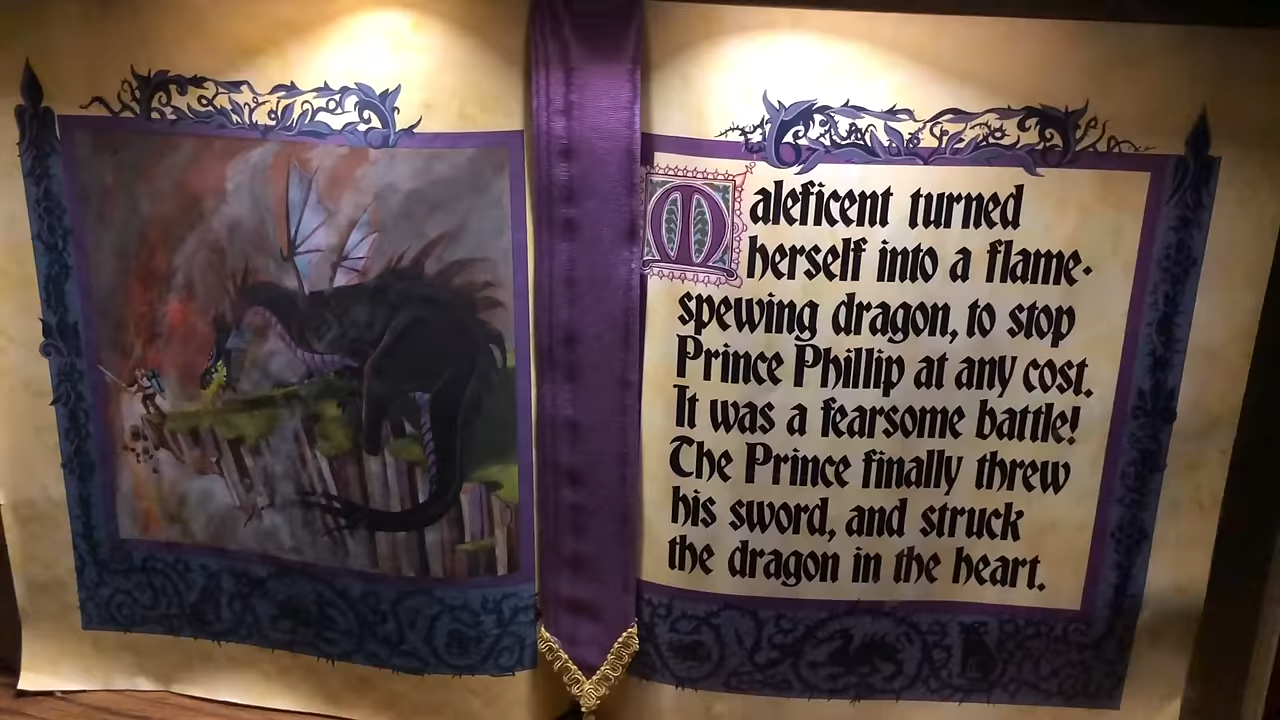 Maleficent turned
herself into a flame-
spewing dragon, to stop
Prince Phillip at any cost.
It was a fearsome battle!
The Prince finally threw
his sword, and struck
the dragon in the heart.